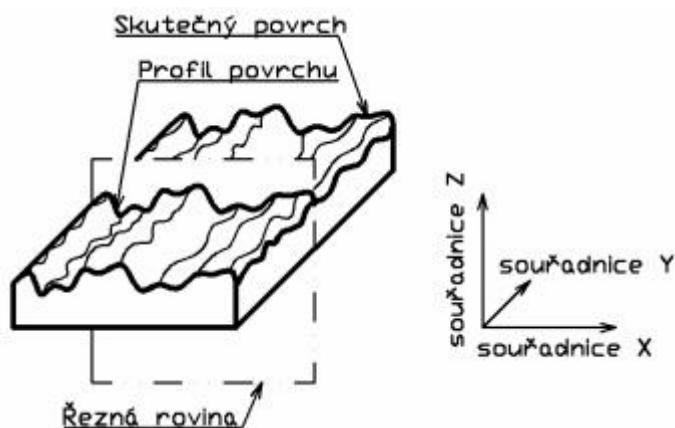 Skutečný povrch
Profil povrchu
souřadnice Z
souřadnice Y
souřadnice X
Řezná rovina